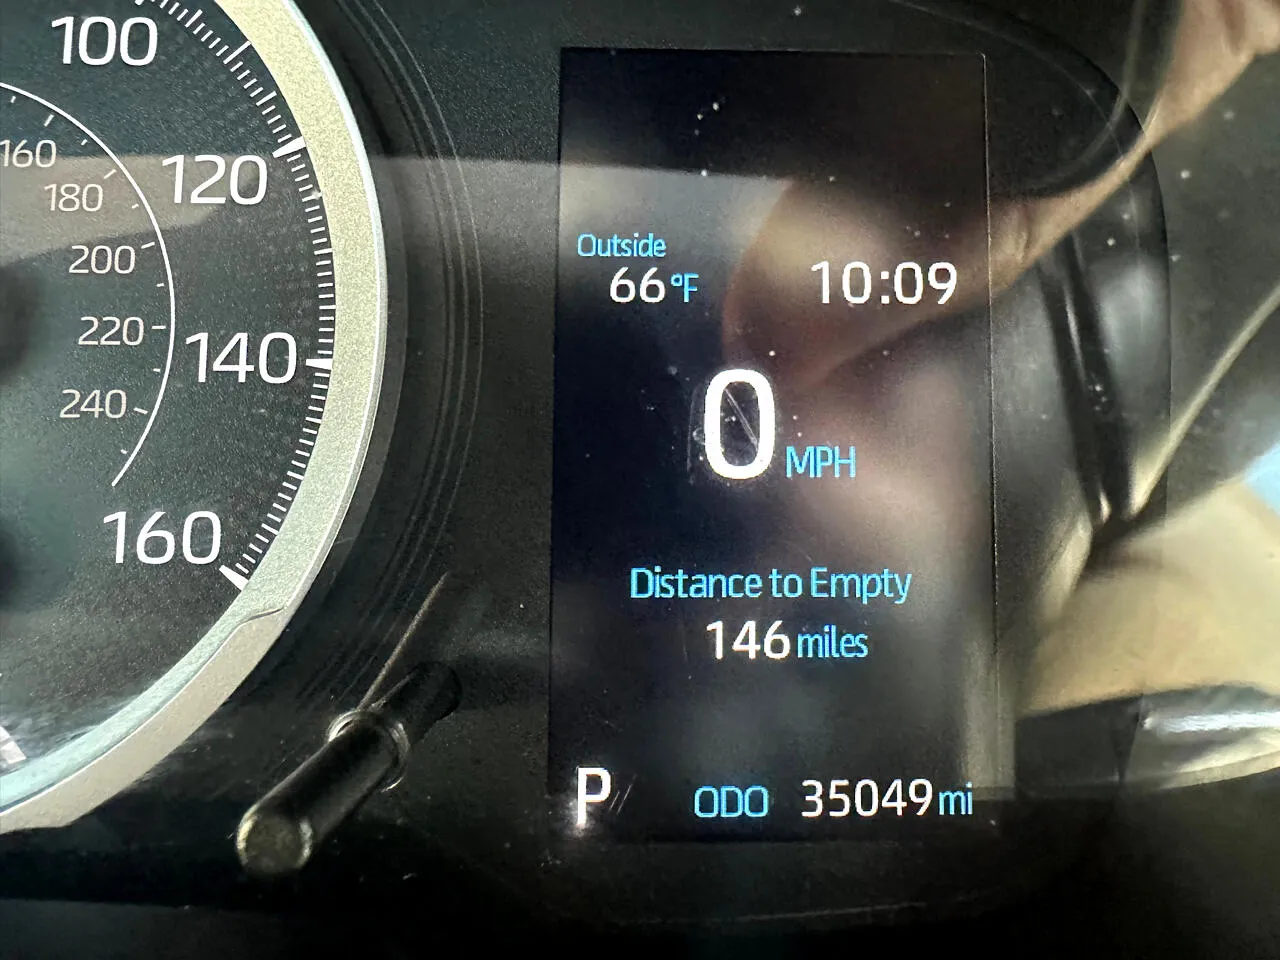 100
120
140
160
160
180
200
220
240
Outside
66°F
10:09
0 MPH
Distance to Empty
146 miles
P ODO 35049 mi